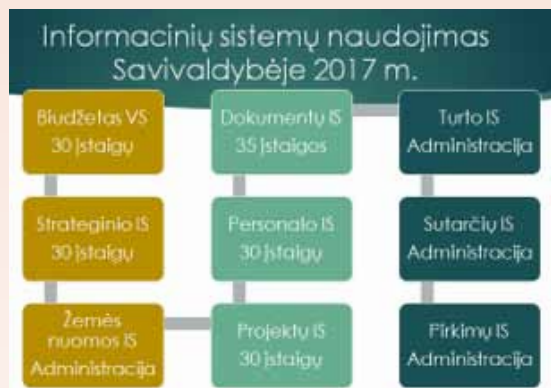 Informacinių sistemų naudojimas
Savivaldybėje 2017 m.
Biudžetas VS
30 įstaigų
Dokumentų IS
35 įstaigos
Turto IS
Administracija
Strateginio IS
30 įstaigų
Personalo IS
30 įstaigų
Sutarčių IS
Administracija
Žemės
nuomos IS
Administracija
Projektų IS
30 įstaigų
Pirkimų IS
Administracija